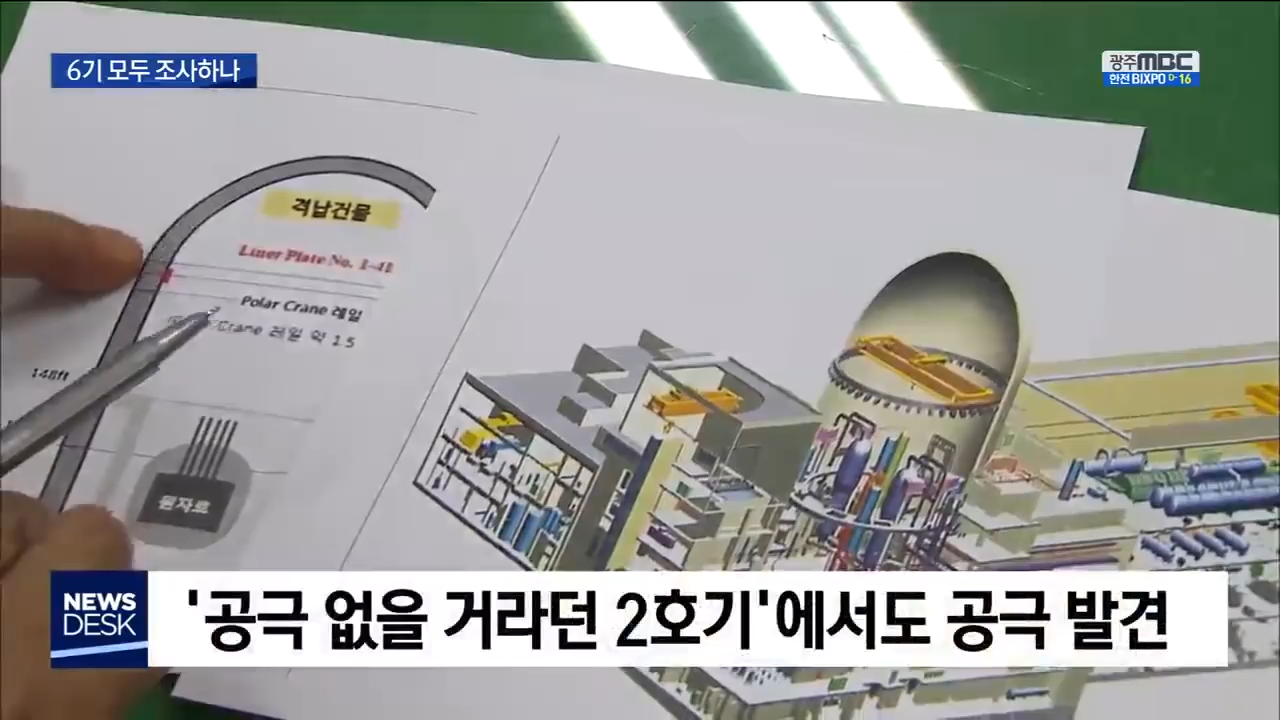 6기 모두 조사하나
광주MBC
한전 BIXPO D-16
격납건물
Liner Plate No. 1-41
Polar Crane 레일
Crane 레일 약 1.5
148ft
원자로
NEWS
DESK
'공극 없을 거라던 2호기'에서도 공극 발견